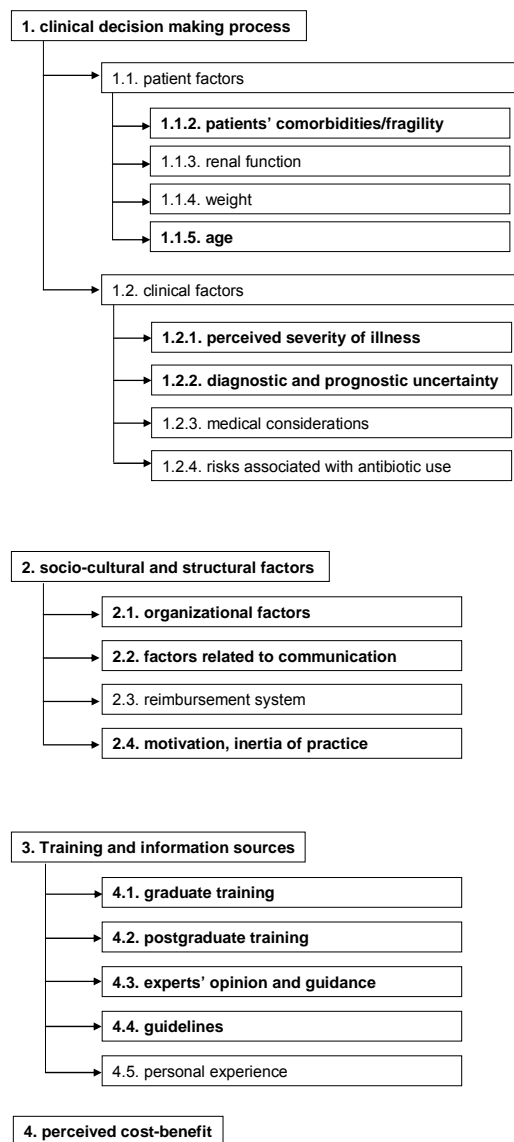 1. clinical decision making process
1.1. patient factors
1.1.2. patients’ comorbidities/fragility
1.1.3. renal function
1.1.4. weight
1.1.5. age
1.2. clinical factors
1.2.1. perceived severity of illness
1.2.2. diagnostic and prognostic uncertainty
1.2.3. medical considerations
1.2.4. risks associated with antibiotic use
2. socio-cultural and structural factors
2.1. organizational factors
2.2. factors related to communication
2.3. reimbursement system
2.4. motivation, inertia of practice
3. Training and information sources
4.1. graduate training
4.2. postgraduate training
4.3. experts’ opinion and guidance
4.4. guidelines
4.5. personal experience
4. perceived cost-benefit